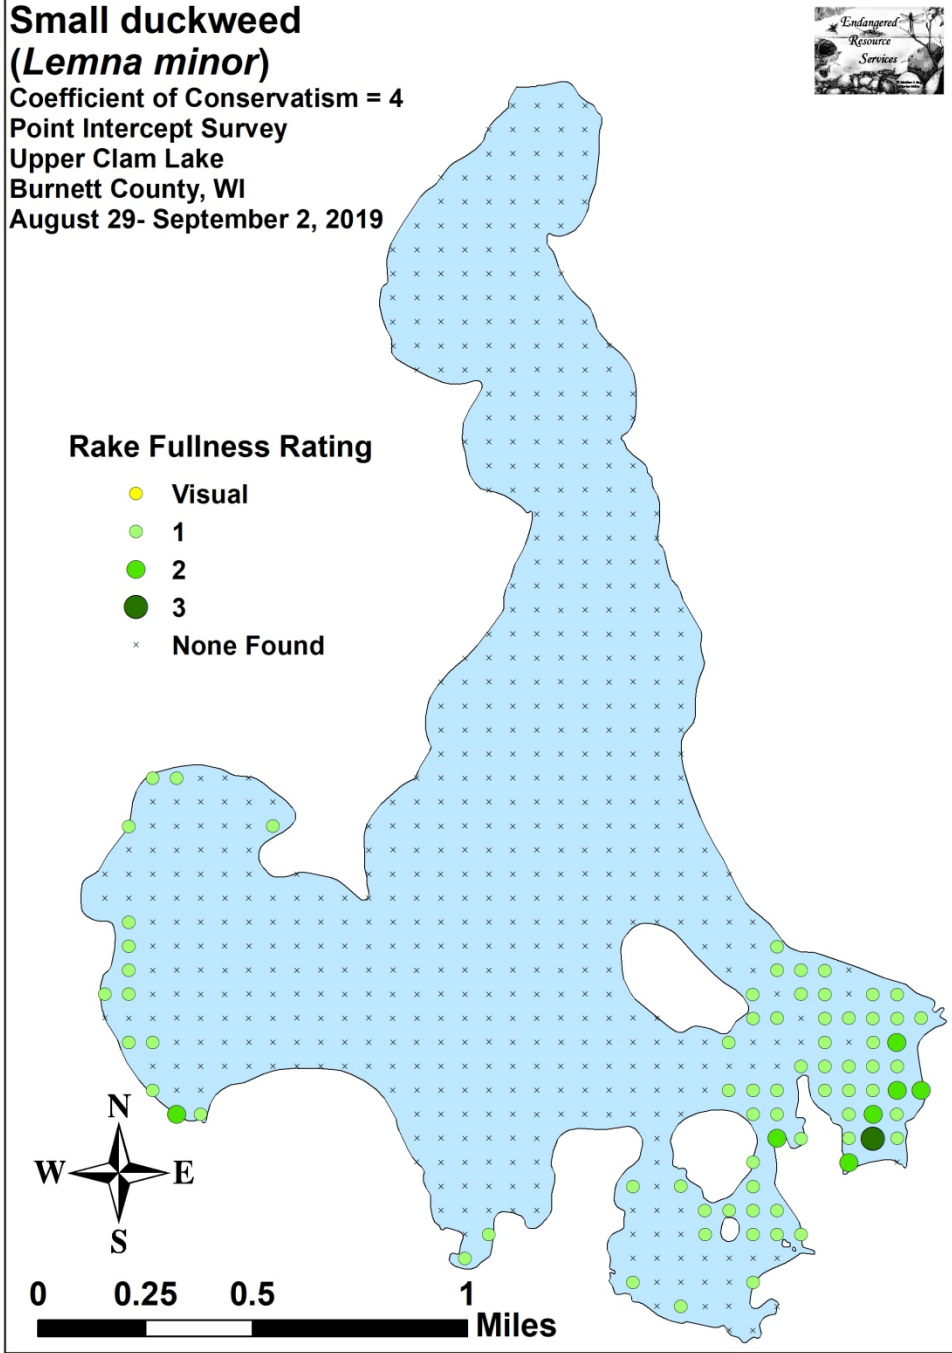 Small duckweed
(Lemna minor)
Coefficient of Conservatism = 4
Point Intercept Survey
Upper Clam Lake
Burnett County, WI
August 29- September 2, 2019
Endangered
Resource
Services
Rake Fullness Rating
Visual
1
2
3
None Found
N
W E
S
0 0.25 0.5 1
Miles